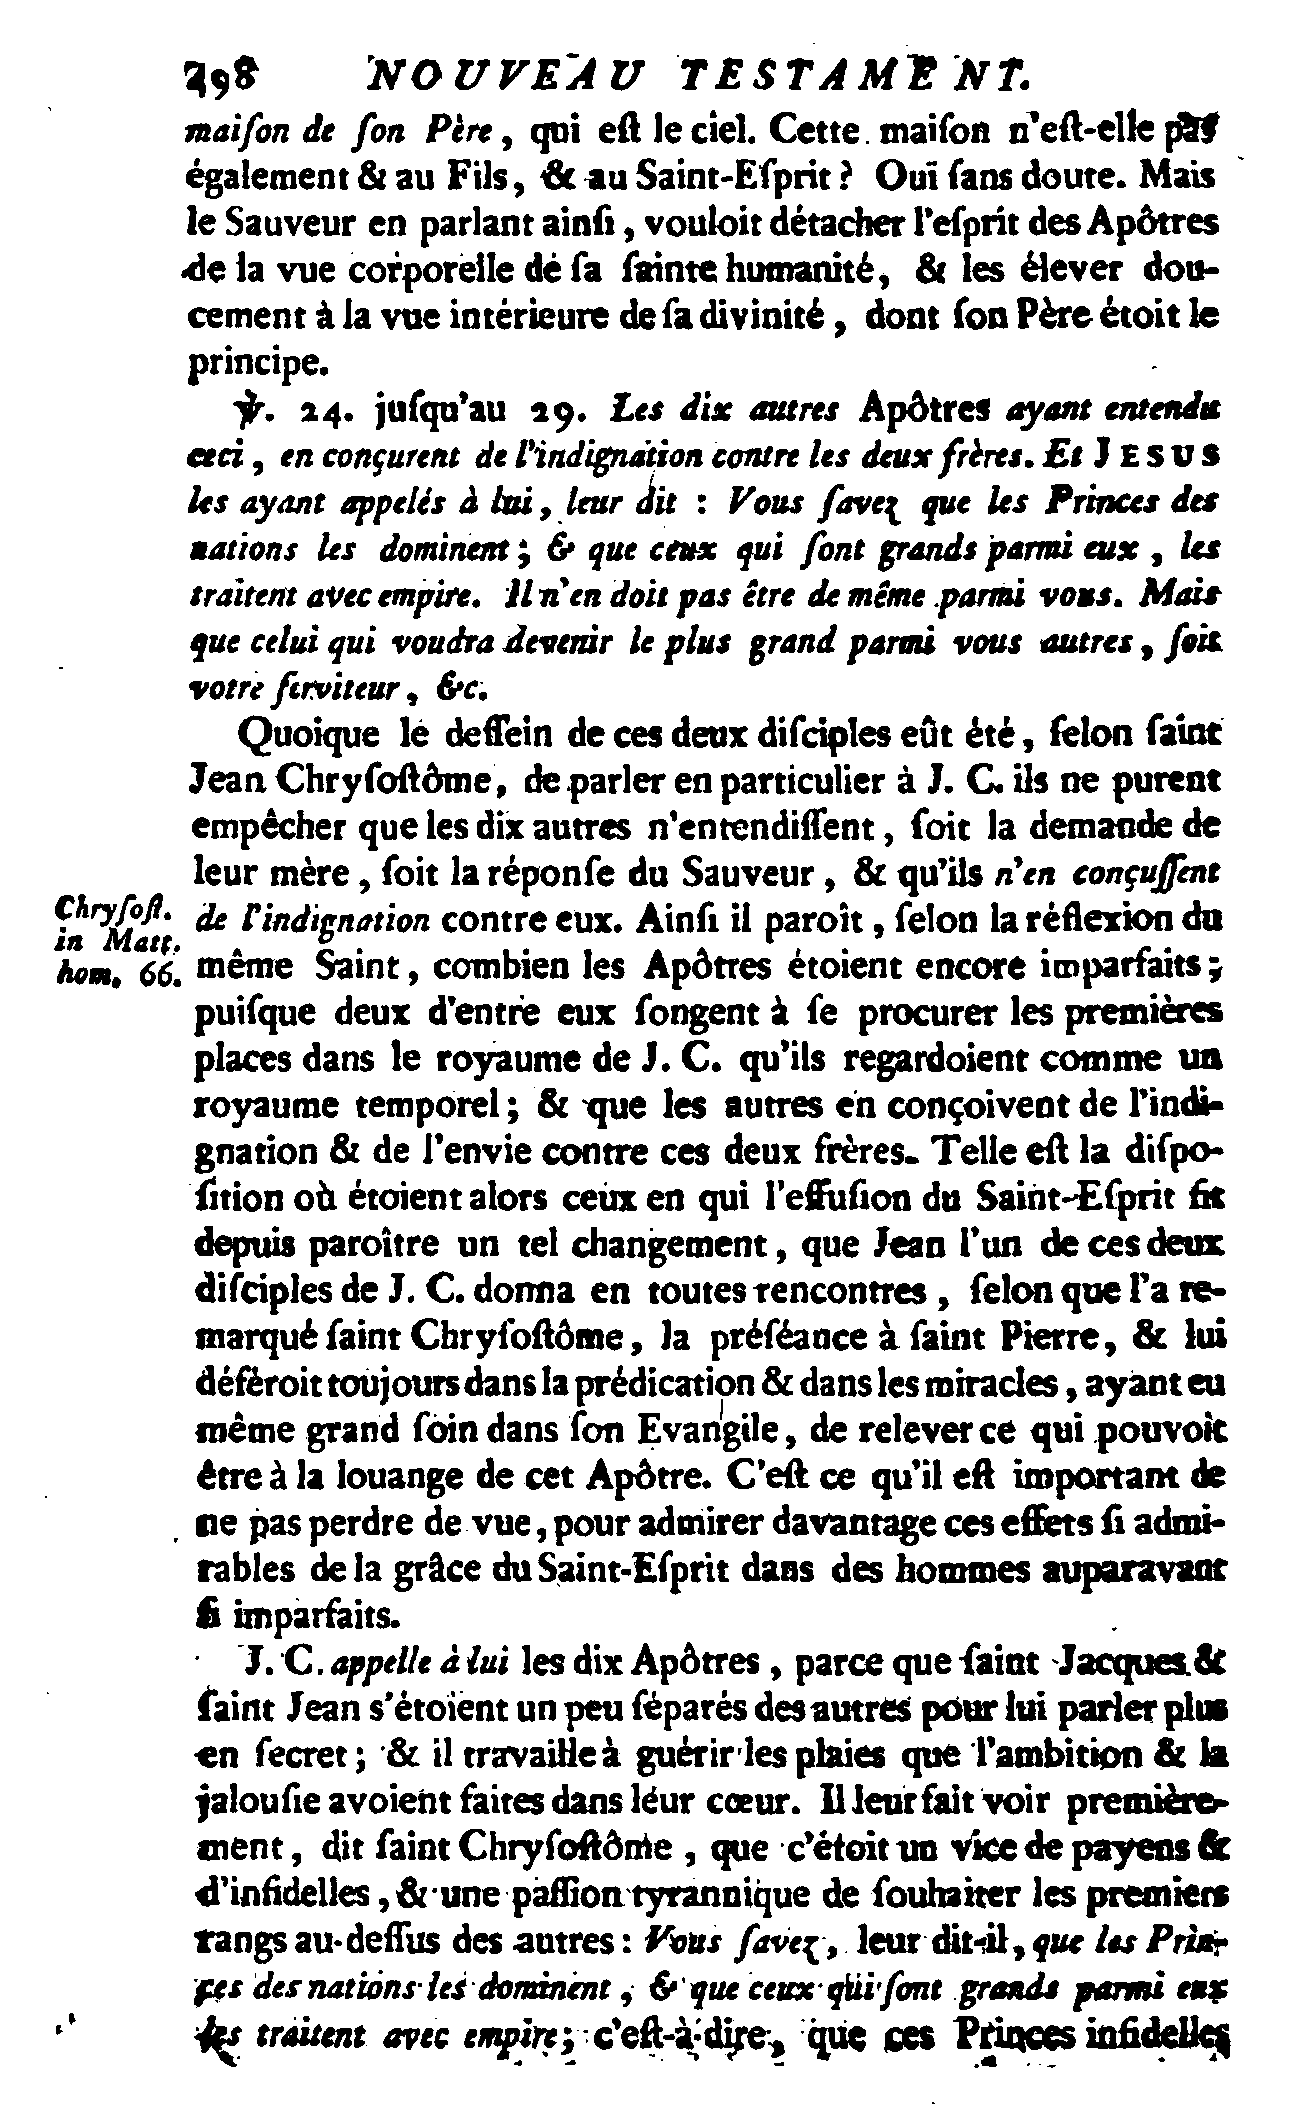 298 NOUVEAU TESTAMENT.
maiſon de ſon Père, qui eſt le ciel. Cette maiſon n'eſt-elle pas
également & au Fils, & au Saint-Eſprit? Oui ſans doute. Mais
le Sauveur en parlant ainſi, vouloit détacher l'eſprit des Apôtres
de la vue corporelle de ſa ſainte humanité, & les élever dou-
cement à la vue intérieure de ſa divinité, dont ſon Père étoit le
principe.
℣. 24. juſqu'au 29. Les dix autres Apôtres ayant entendu
ceci, en conçurent de l'indignation contre les deux frères. Et JESUS
les ayant appelés à lui, leur dit : Vous ſavez que les Princes des
nations les dominent; & que ceux qui ſont grands parmi eux, les
traitent avec empire. Il n'en doit pas être de même parmi vous. Mais
que celui qui voudra devenir le plus grand parmi vous autres, ſoit
votre ſerviteur, &c.
Quoique le deſſein de ces deux diſciples eût été, ſelon ſaint
Jean Chryſoſtôme, de parler en particulier à J. C. ils ne purent
empêcher que les dix autres n'entendiſſent, ſoit la demande de
leur mère, ſoit la réponſe du Sauveur, & qu'ils n'en conçuſſent
Chryſoſt.
in Matt.
hom. 66.
de l'indignation contre eux. Ainſi il paroît, ſelon la réflexion du
même Saint, combien les Apôtres étoient encore imparfaits;
puiſque deux d'entre eux ſongent à ſe procurer les premières
places dans le royaume de J. C. qu'ils regardoient comme un
royaume temporel; & que les autres en conçoivent de l'indi-
gnation & de l'envie contre ces deux frères. Telle eſt la diſpo-
ſition où étoient alors ceux en qui l'effuſion du Saint-Eſprit fit
depuis paroître un tel changement, que Jean l'un de ces deux
diſciples de J. C. donna en toutes rencontres, ſelon que l'a re-
marqué ſaint Chryſoſtôme, la préſéance à ſaint Pierre, & lui
déféroit toujours dans la prédication & dans les miracles, ayant eu
même grand ſoin dans ſon Evangile, de relever ce qui pouvoit
être à la louange de cet Apôtre. C'eſt ce qu'il eſt important de
ne pas perdre de vue, pour admirer davantage ces effets ſi admi-
rables de la grâce du Saint-Eſprit dans des hommes auparavant
ſi imparfaits.
J. C. appelle à lui les dix Apôtres, parce que ſaint Jacques &
ſaint Jean s'étoient un peu ſéparés des autres pour lui parler plus
en ſecret; & il travaille à guérir les plaies que l'ambition & la
jalouſie avoient faites dans leur cœur. Il leur fait voir première-
ment, dit ſaint Chryſoſtôme, que c'étoit un vice de payens &
d'infidelles, & une paſſion tyrannique de ſouhaiter les premiers
rangs au-deſſus des autres : Vous ſavez, leur dit-il, que les Prin-
ces des nations les dominent, & que ceux qui ſont grands parmi eux
les traitent avec empire; c'eſt-à-dire, que ces Princes infidelles